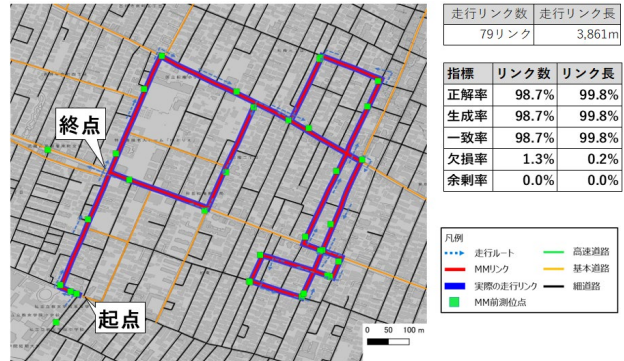 終点
起点
0 50 100 m
走行リンク数 走行リンク長
79リンク 3,861m
指標 リンク数 リンク長
正解率 98.7% 99.8%
生成率 98.7% 99.8%
一致率 98.7% 99.8%
欠損率 1.3% 0.2%
余剰率 0.0% 0.0%
凡例
走行ルート 高速道路
MMリンク 基本道路
実際の走行リンク 細道路
MM前測位点